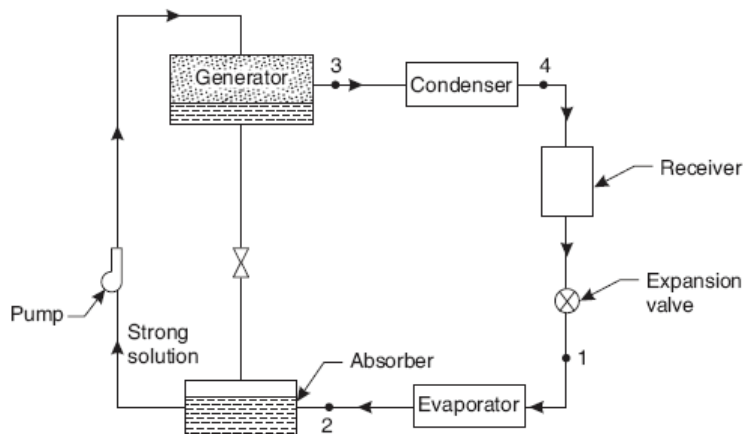 3
4
Generator
Condenser
Receiver
Expansion
valve
Pump
Strong
solution
1
Absorber
Evaporator
2